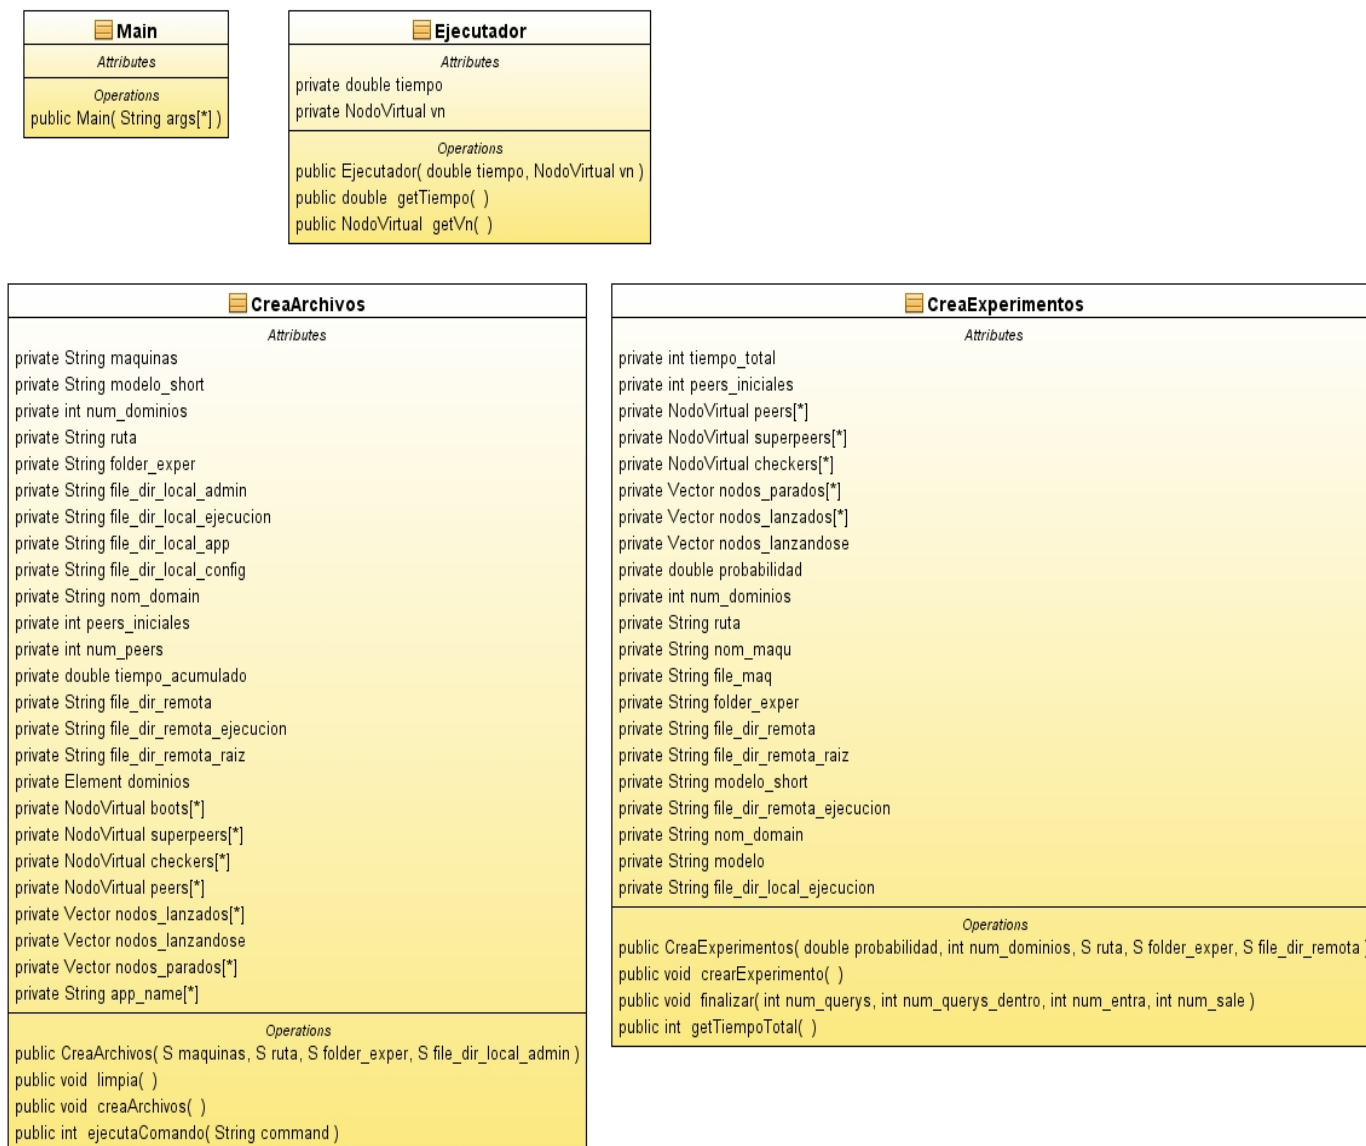 Main
Attributes
Operations
public Main( String args[*] )
Ejecutador
Attributes
private double tiempo
private NodoVirtual vn
Operations
public Ejecutador( double tiempo, NodoVirtual vn )
public double getTiempo( )
public NodoVirtual getVn( )
CreaArchivos
Attributes
private String maquinas
private String modelo_short
private int num_dominios
private String ruta
private String folder_exper
private String file_dir_local_admin
private String file_dir_local_ejecucion
private String file_dir_local_app
private String file_dir_local_config
private String nom_domain
private int peers_iniciales
private int num_peers
private double tiempo_acumulado
private String file_dir_remota
private String file_dir_remota_ejecucion
private String file_dir_remota_raiz
private Element dominios
private NodoVirtual boots[*]
private NodoVirtual superpeers[*]
private NodoVirtual checkers[*]
private NodoVirtual peers[*]
private Vector nodos_lanzados[*]
private Vector nodos_lanzandose
private Vector nodos_parados[*]
private String app_name[*]
Operations
public CreaArchivos( S maquinas, S ruta, S folder_exper, S file_dir_local_admin )
public void limpia( )
public void creaArchivos( )
public int ejecutaComando( String command )
CreaExperimentos
Attributes
private int tiempo_total
private int peers_iniciales
private NodoVirtual peers[*]
private NodoVirtual superpeers[*]
private NodoVirtual checkers[*]
private Vector nodos_parados[*]
private Vector nodos_lanzados[*]
private Vector nodos_lanzandose
private double probabilidad
private int num_dominios
private String ruta
private String nom_maqu
private String file_maq
private String folder_exper
private String file_dir_remota
private String file_dir_remota_raiz
private String modelo_short
private String file_dir_remota_ejecucion
private String nom_domain
private String modelo
private String file_dir_local_ejecucion
Operations
public CreaExperimentos( double probabilidad, int num_dominios, S ruta, S folder_exper, S file_dir_remota )
public void crearExperimento( )
public void finalizar( int num_querys, int num_querys_dentro, int num_entra, int num_sale )
public int getTiempoTotal( )